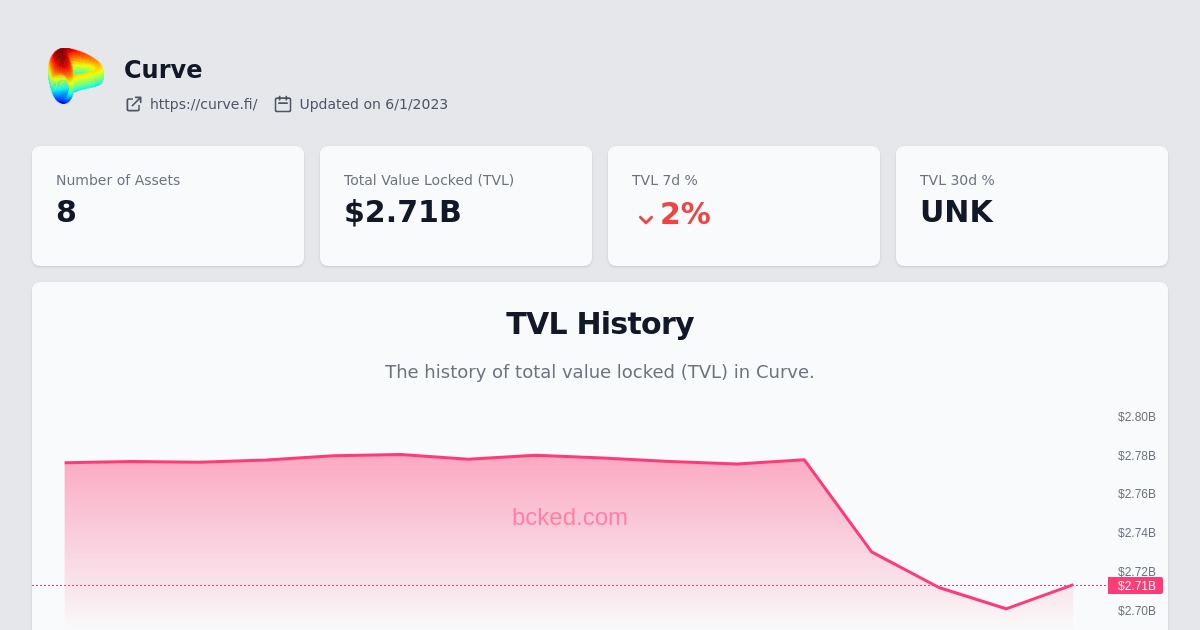 Curve
https://curve.fi/ Updated on 6/1/2023
Number of Assets
8
Total Value Locked (TVL)
$2.71B
TVL 7d %
2%
TVL 30d %
UNK
TVL History
The history of total value locked (TVL) in Curve.
$2.80B
$2.78B
$2.76B
bcked.com
$2.74B
$2.72B
$2.71B
$2.70B